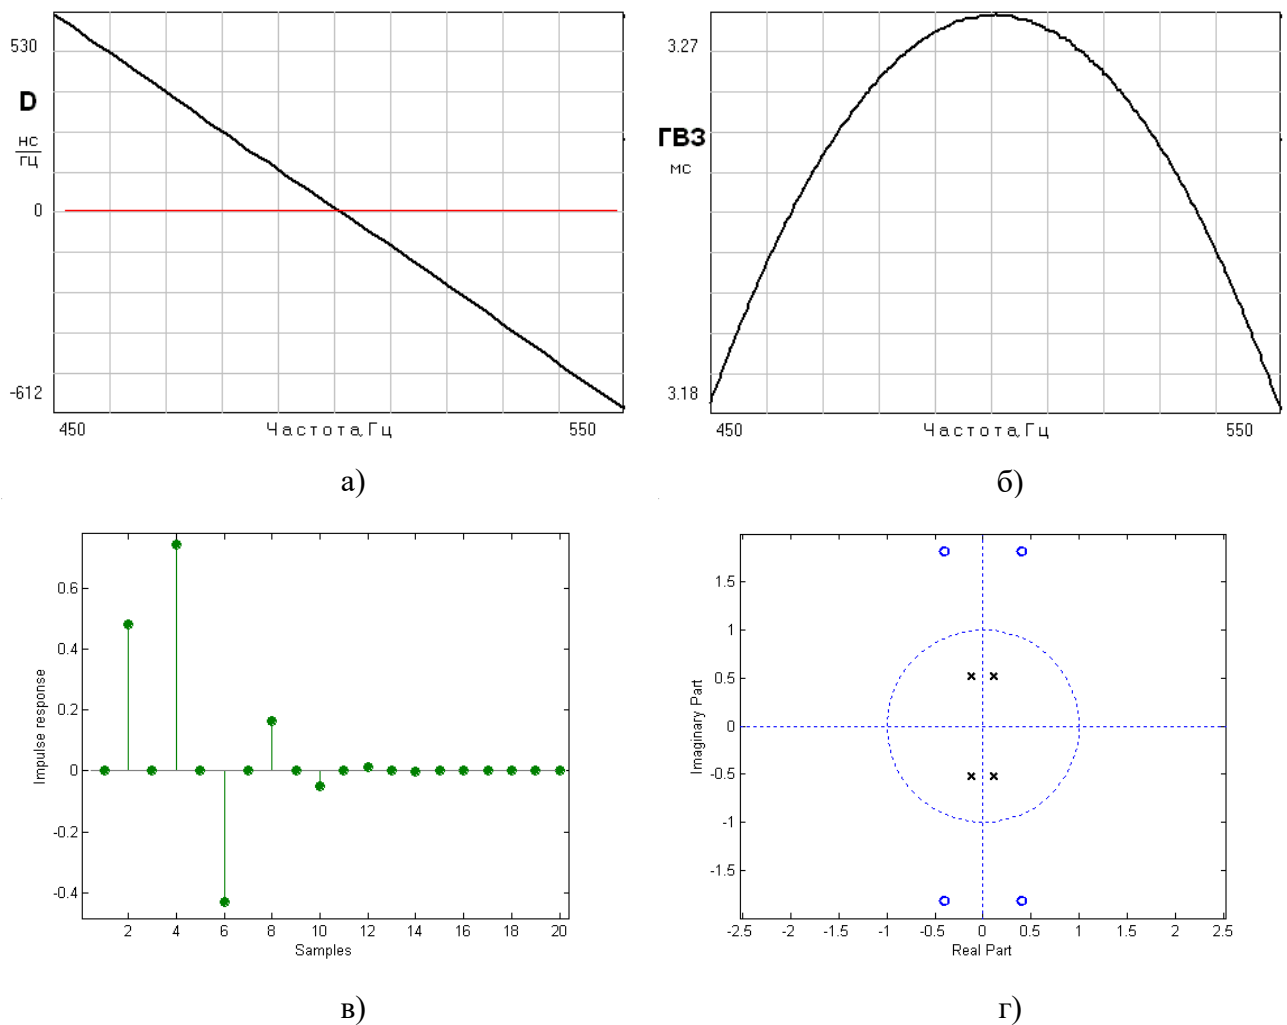 530
D
нс
гц
0
-612
450
Частота,Гц
550
а)
3.27
ГВЗ
мс
3.18
450
Частота,Гц
550
б)
0.6
0.4
0.2
0
-0.2
-0.4
Impulse response
2 4 6 8 10 12 14 16 18 20
Samples
в)
1.5
1
0.5
0
-0.5
-1
-1.5
Imaginary Part
-2.5 -2 -1.5 -1 -0.5 0 0.5 1 1.5 2 2.5
Real Part
г)